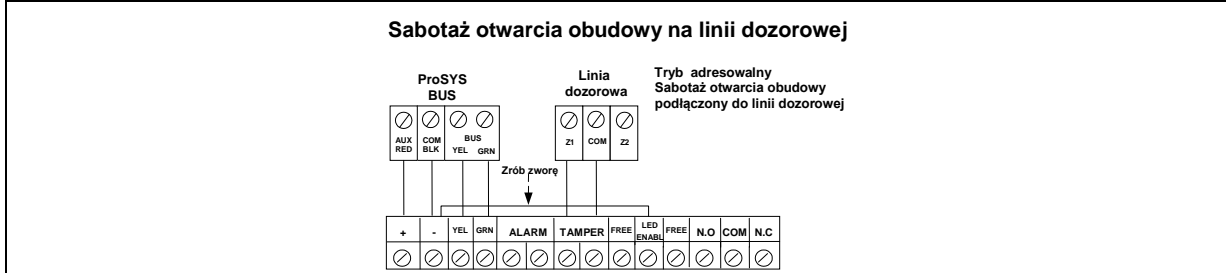 Sabotaż otwarcia obudowy na linii dozorowej
ProSYS
BUS
Linia
dozorowa
Tryb adresowalny
Sabotaż otwarcia obudowy
podłączony do linii dozorowej
AUX
RED
COM
BLK
BUS
YEL GRN
Z1 COM Z2
Zrób zworę
+ - YEL GRN ALARM TAMPER FREE LED ENABL FREE N.O COM N.C